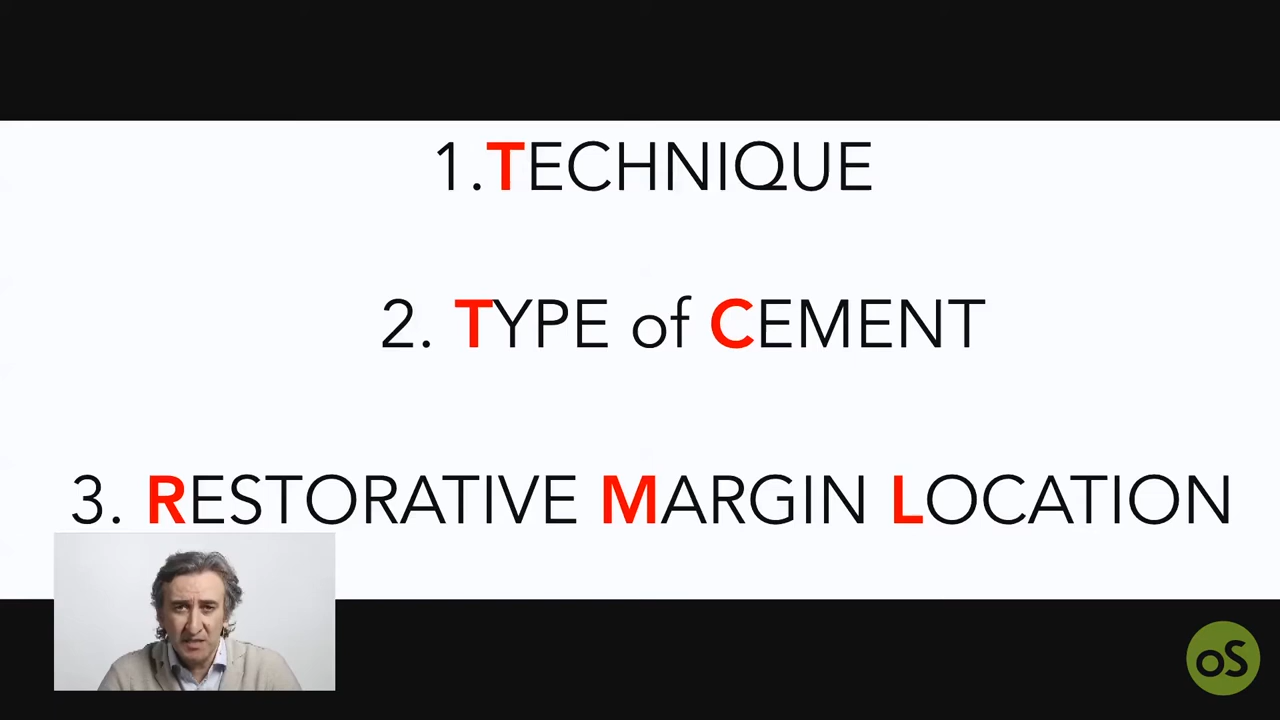 1.TECHNIQUE
2. TYPE of CEMENT
3. RESTORATIVE MARGIN LOCATION
oS